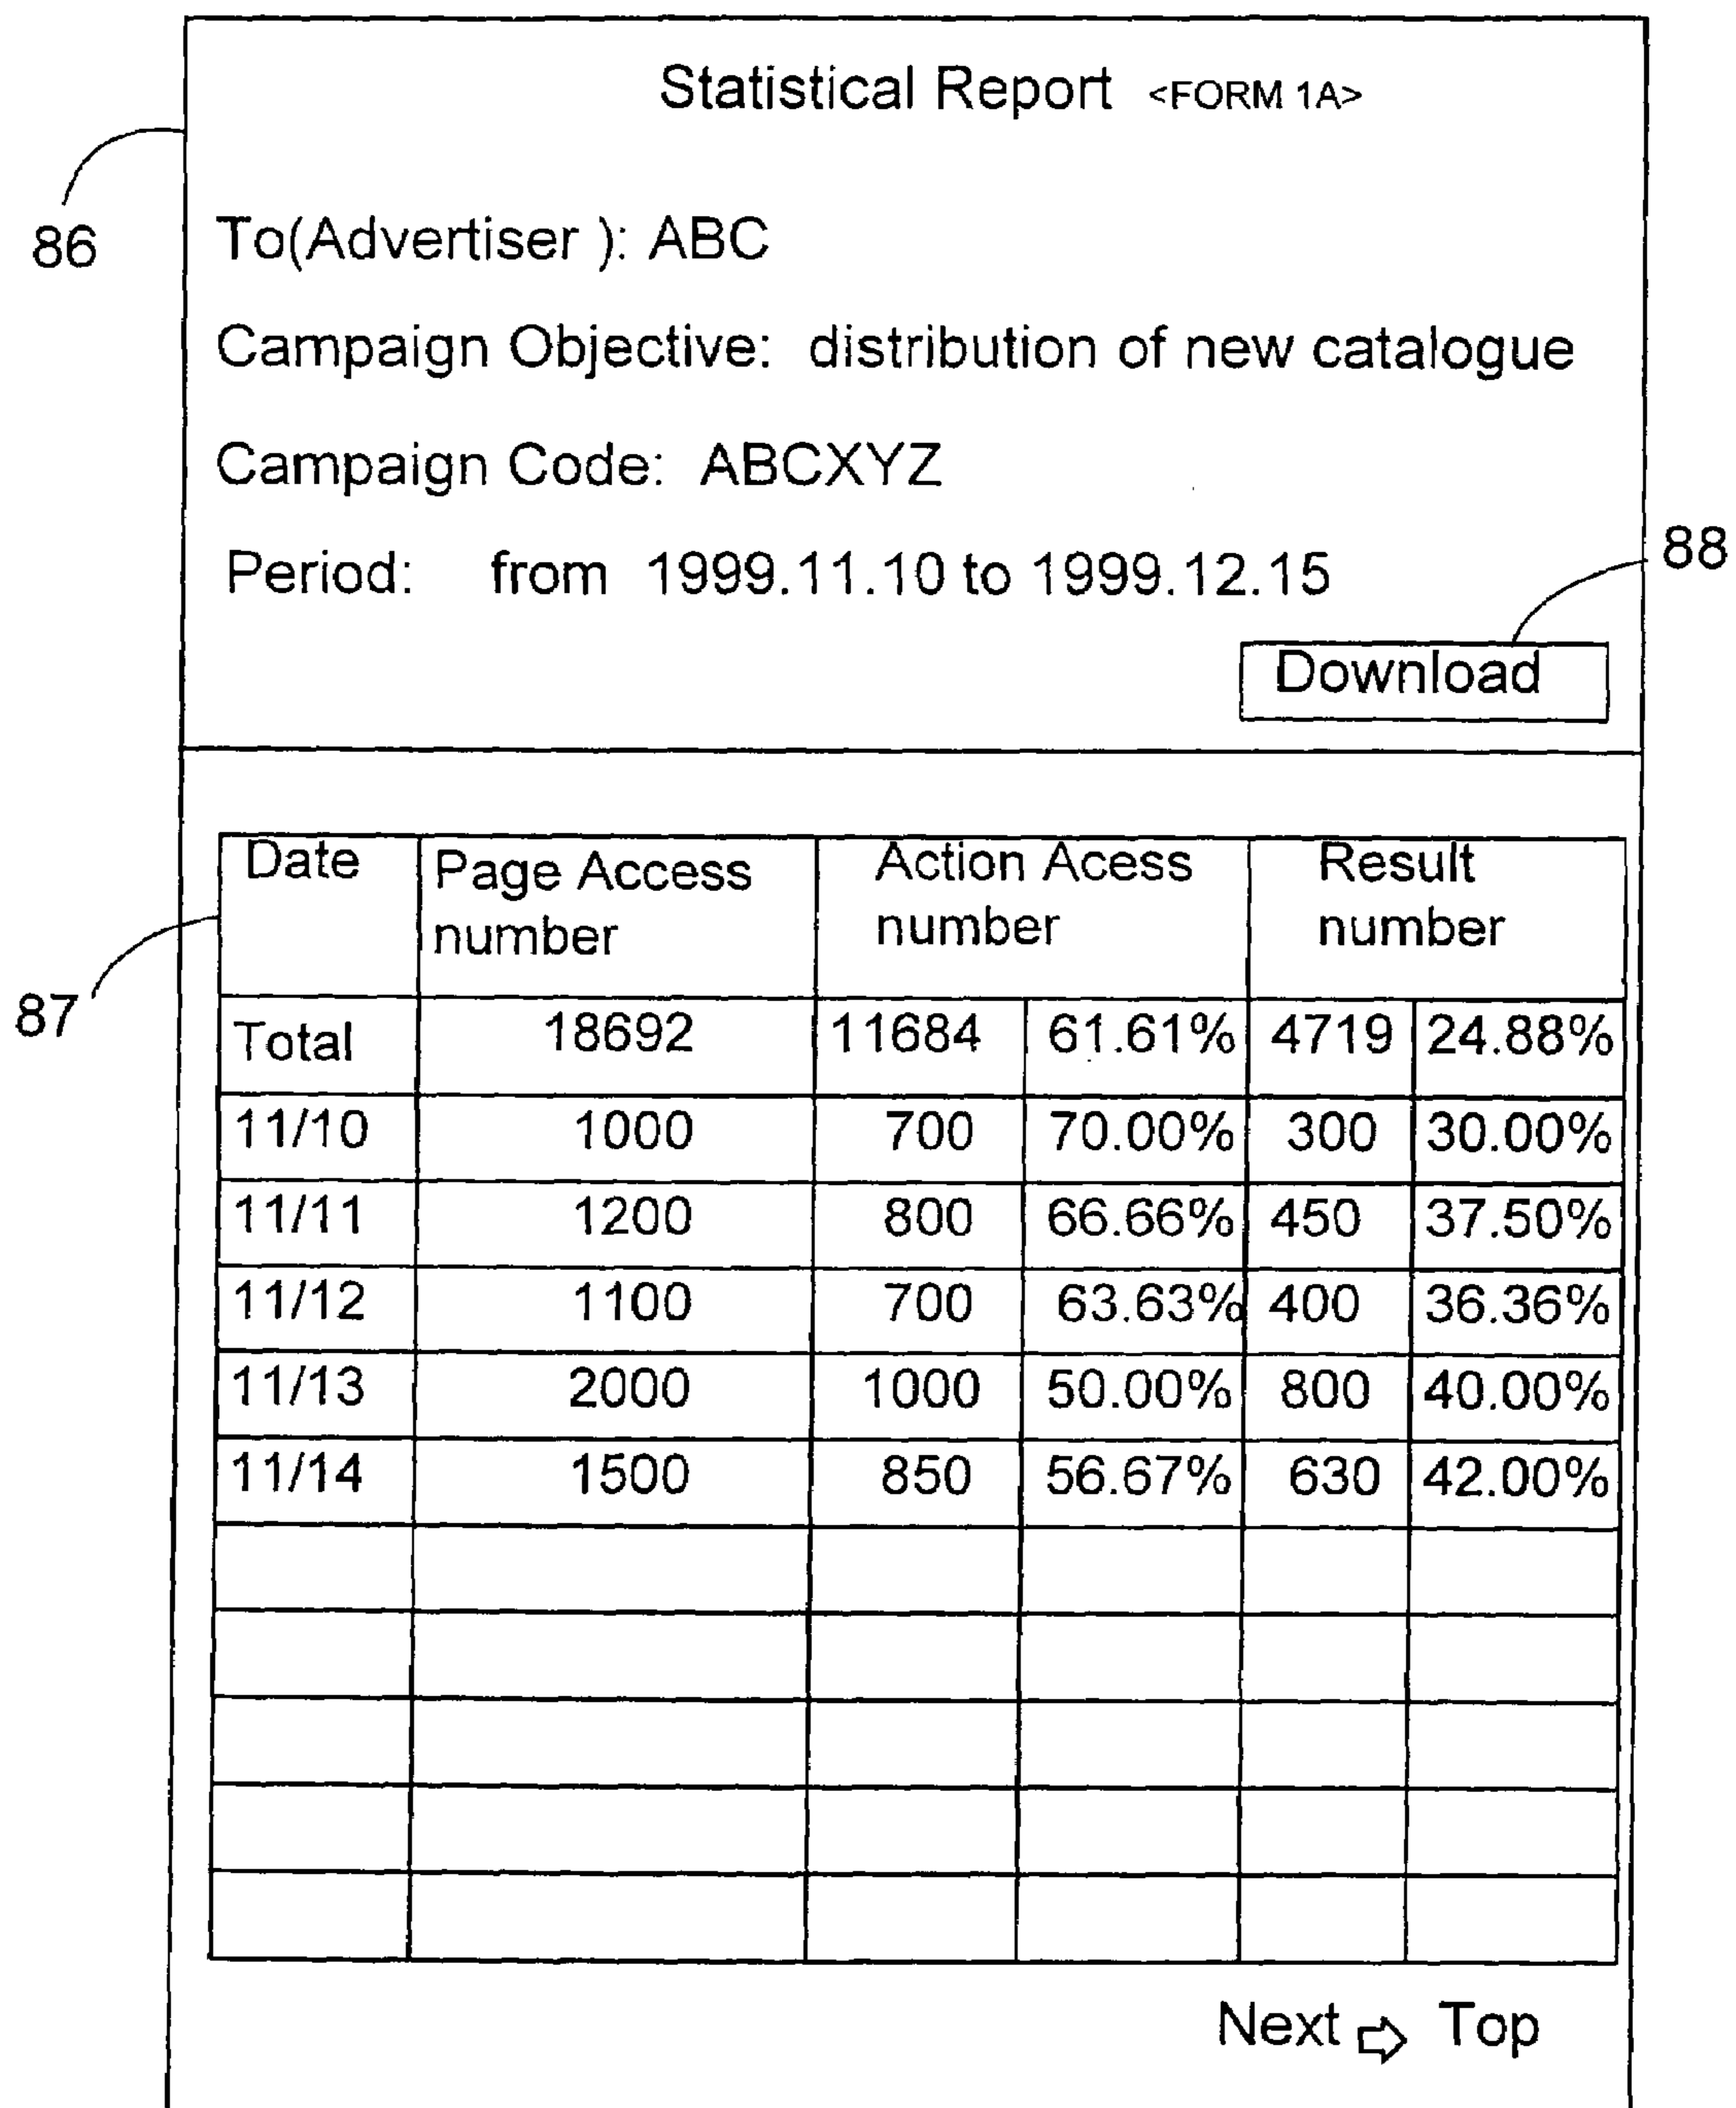 Statistical Report <FORM 1A>
86
To(Advertiser ): ABC
Campaign Objective: distribution of new catalogue
Campaign Code: ABCXYZ
Period: from 1999.11.10 to 1999.12.15
88
Download
87
Date Page Access number Action Acess number Result number
Total 18692 11684 61.61% 4719 24.88%
11/10 1000 700 70.00% 300 30.00%
11/11 1200 800 66.66% 450 37.50%
11/12 1100 700 63.63% 400 36.36%
11/13 2000 1000 50.00% 800 40.00%
11/14 1500 850 56.67% 630 42.00%
Next ⇨ Top